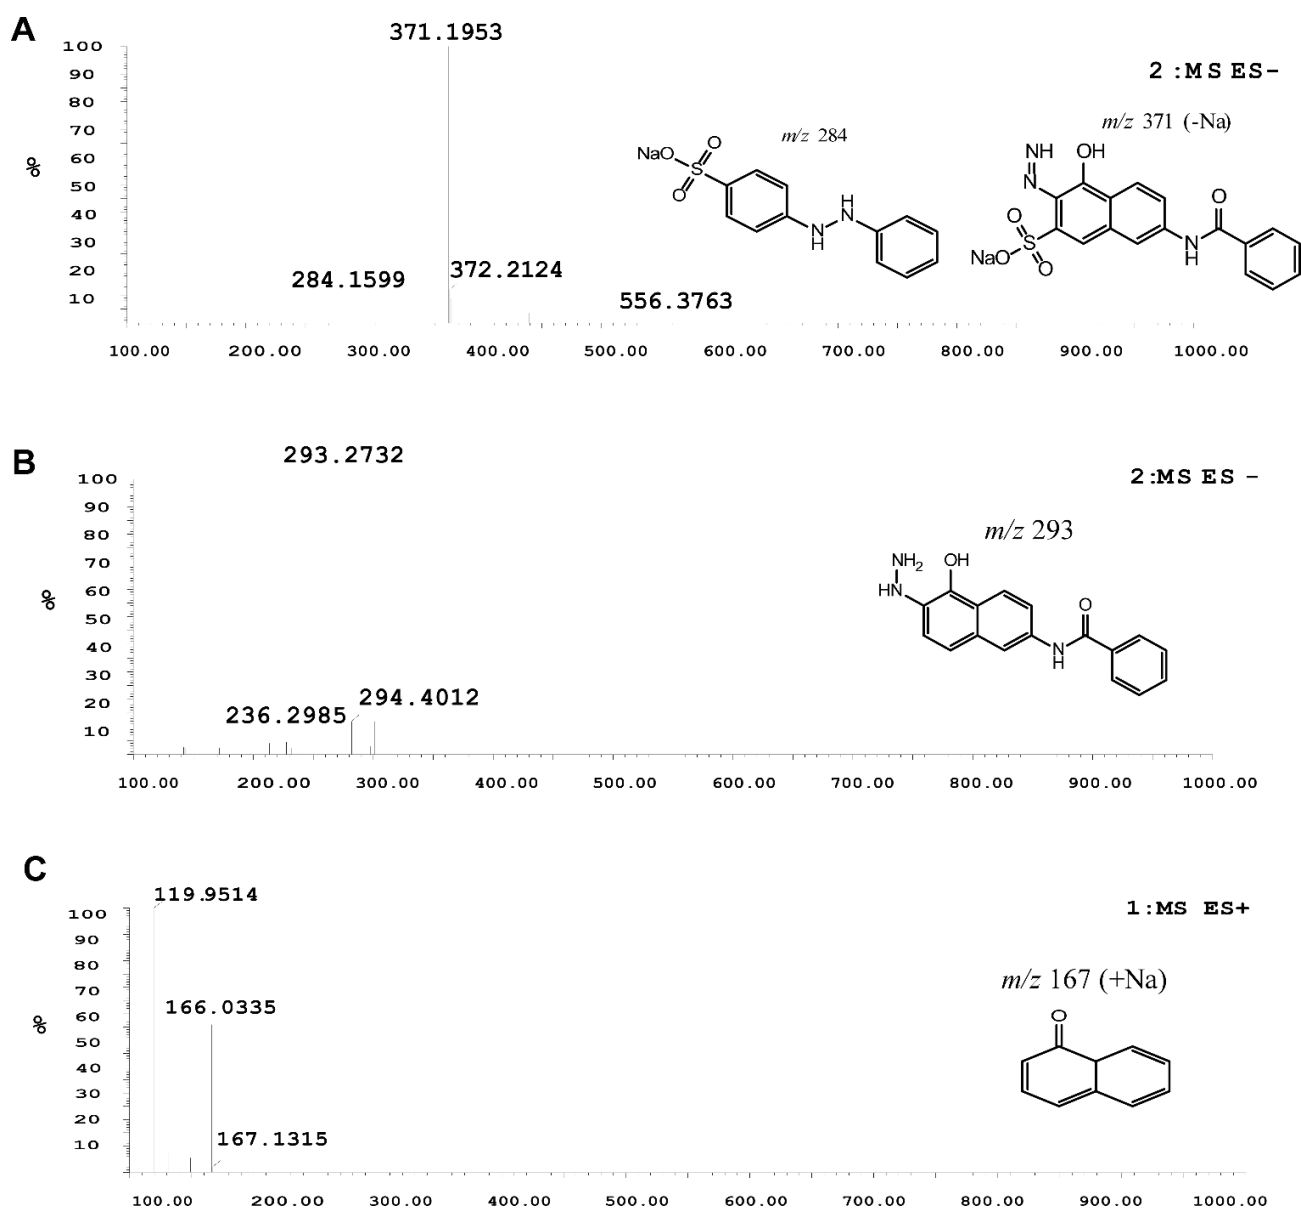 A
371.1953
2 :MS ES-
100
90
80
70
60
50
40
30
20
10
%
m/z 284
m/z 371 (-Na)
NaO
O
S
O
H
N
N
H
NH
N
OH
O
S
NaO
O
O
N
H
284.1599
372.2124
556.3763
100.00 200.00 300.00 400.00 500.00 600.00 700.00 800.00 900.00 1000.00
B
293.2732
2:MS ES -
100
90
80
70
60
50
40
30
20
10
%
m/z 293
NH2
HN
OH
O
N
H
236.2985
294.4012
100.00 200.00 300.00 400.00 500.00 600.00 700.00 800.00 900.00 1000.00
C
119.9514
1:MS ES+
100
90
80
70
60
50
40
30
20
10
%
166.0335
m/z 167 (+Na)
O
167.1315
100.00 200.00 300.00 400.00 500.00 600.00 700.00 800.00 900.00 1000.00